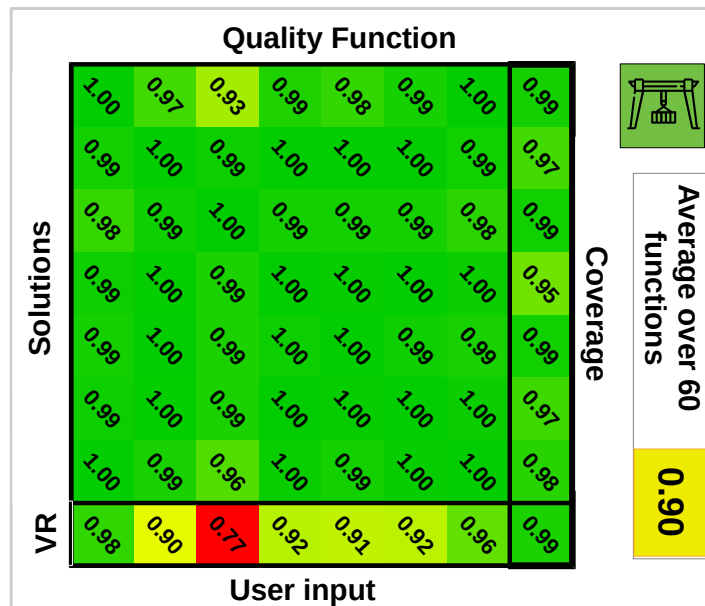 Quality Function
1.00 0.97 0.93 0.99 0.98 0.99 1.00 0.99
0.99 1.00 0.99 1.00 1.00 1.00 0.99 0.97
0.98 0.99 1.00 0.99 0.99 0.99 0.98 0.99
0.99 1.00 0.99 1.00 1.00 1.00 1.00 0.95
0.99 1.00 0.99 1.00 1.00 0.99 0.99 0.99
0.99 1.00 0.99 1.00 1.00 1.00 1.00 0.97
1.00 0.99 0.96 1.00 0.99 1.00 1.00 0.98
0.98 0.90 0.77 0.92 0.91 0.92 0.96 0.99
Solutions
VR
User input
Coverage
Average over 60
functions
0.90